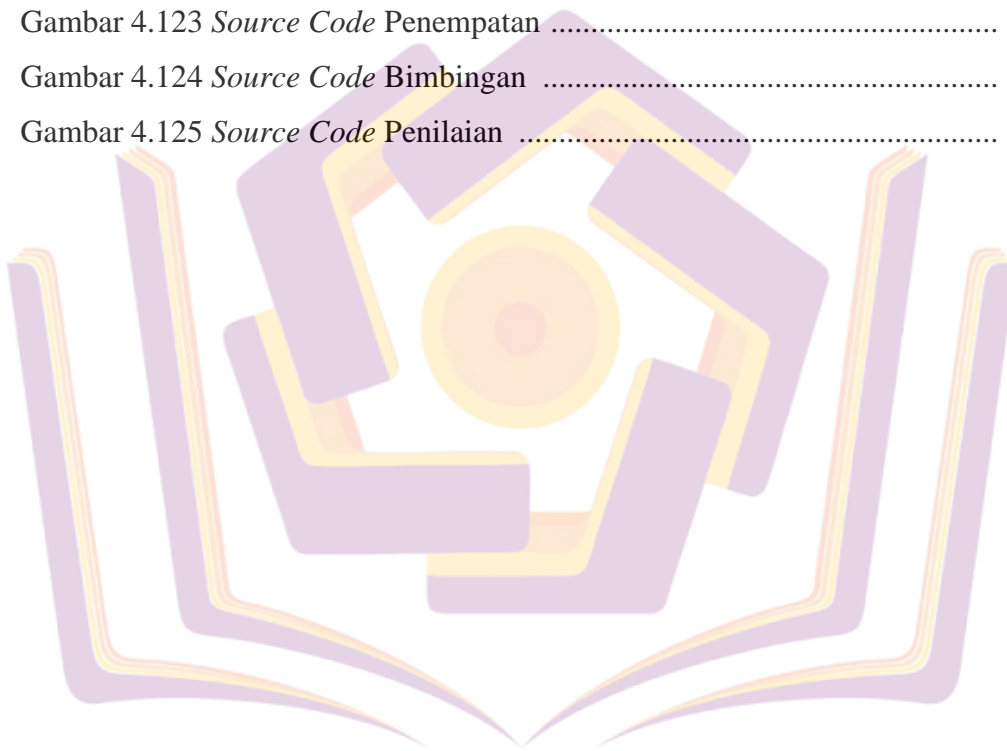 Gambar 4.123 Source Code Penempatan ........................................................
Gambar 4.124 Source Code Bimbingan .........................................................
Gambar 4.125 Source Code Penilaian ............................................................